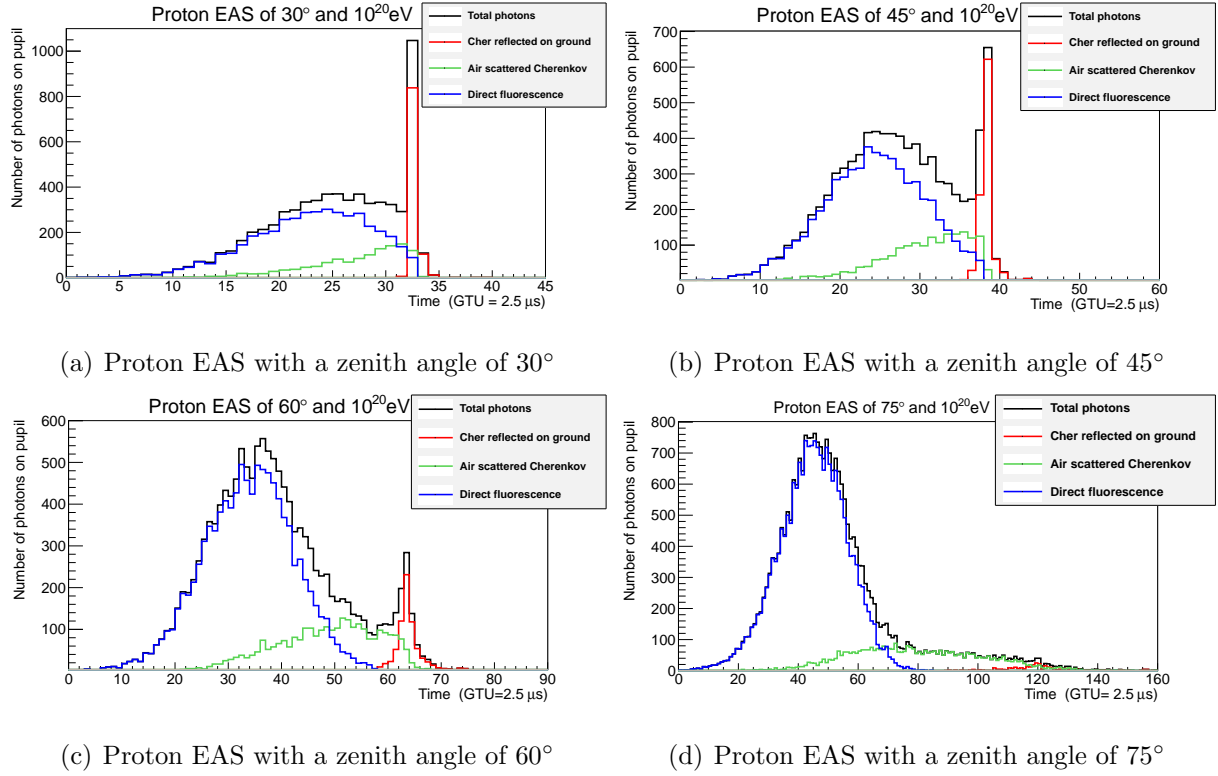 Proton EAS of 30° and 10²⁰eV
Number of photons on pupil
1000
800
600
400
200
0
5
10
15
20
25
30
35
40
45
Time (GTU = 2.5 μs)
Total photons
Cher reflected on ground
Air scattered Cherenkov
Direct fluorescence
(a) Proton EAS with a zenith angle of 30°
Proton EAS of 45° and 10²⁰eV
Number of photons on pupil
700
600
500
400
300
200
100
0
10
20
30
40
50
60
Time (GTU=2.5 μs)
Total photons
Cher reflected on ground
Air scattered Cherenkov
Direct fluorescence
(b) Proton EAS with a zenith angle of 45°
Proton EAS of 60° and 10²⁰eV
Number of photons on pupil
600
500
400
300
200
100
0
10
20
30
40
50
60
70
80
90
Time (GTU=2.5 μs)
Total photons
Cher reflected on ground
Air scattered Cherenkov
Direct fluorescence
(c) Proton EAS with a zenith angle of 60°
Proton EAS of 75° and 10²⁰eV
Number of photons on pupil
800
700
600
500
400
300
200
100
0
0
20
40
60
80
100
120
140
160
Time (GTU= 2.5 μs)
Total photons
Cher reflected on ground
Air scattered Cherenkov
Direct fluorescence
(d) Proton EAS with a zenith angle of 75°